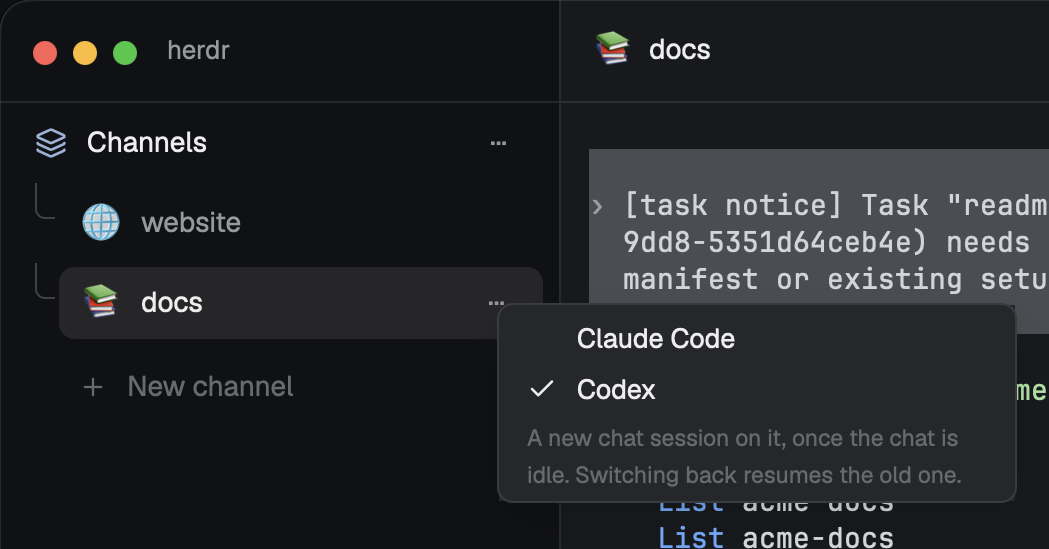 herdr
docs
Channels
...
website
docs
...
+ New channel
› [task notice] Task "readm
9dd8-5351d64ceb4e) needs
manifest or existing setu
Claude Code
✓ Codex
A new chat session on it, once the chat is
idle. Switching back resumes the old one.
me
List acme-docs
List acme-docs